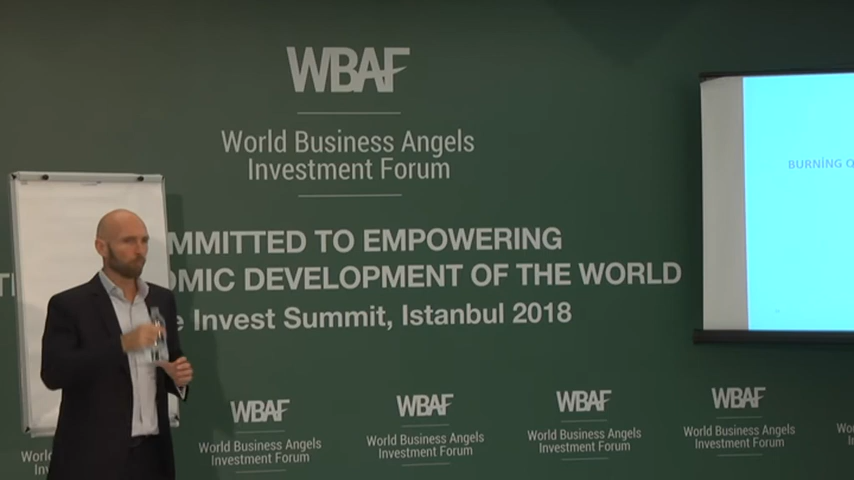 WBAF
World Business Angels
Investment Forum
MMITTED TO EMPOWERING
OMIC DEVELOPMENT OF THE WORLD
e Invest Summit, Istanbul 2018
BURNİNG Q
WBAF
World Business Angels
Investment Forum
WBAF
World Business Angels
Investment Forum
WBAF
World Business Angels
Investment Forum
WBAF
World Business Angels
Investment Forum